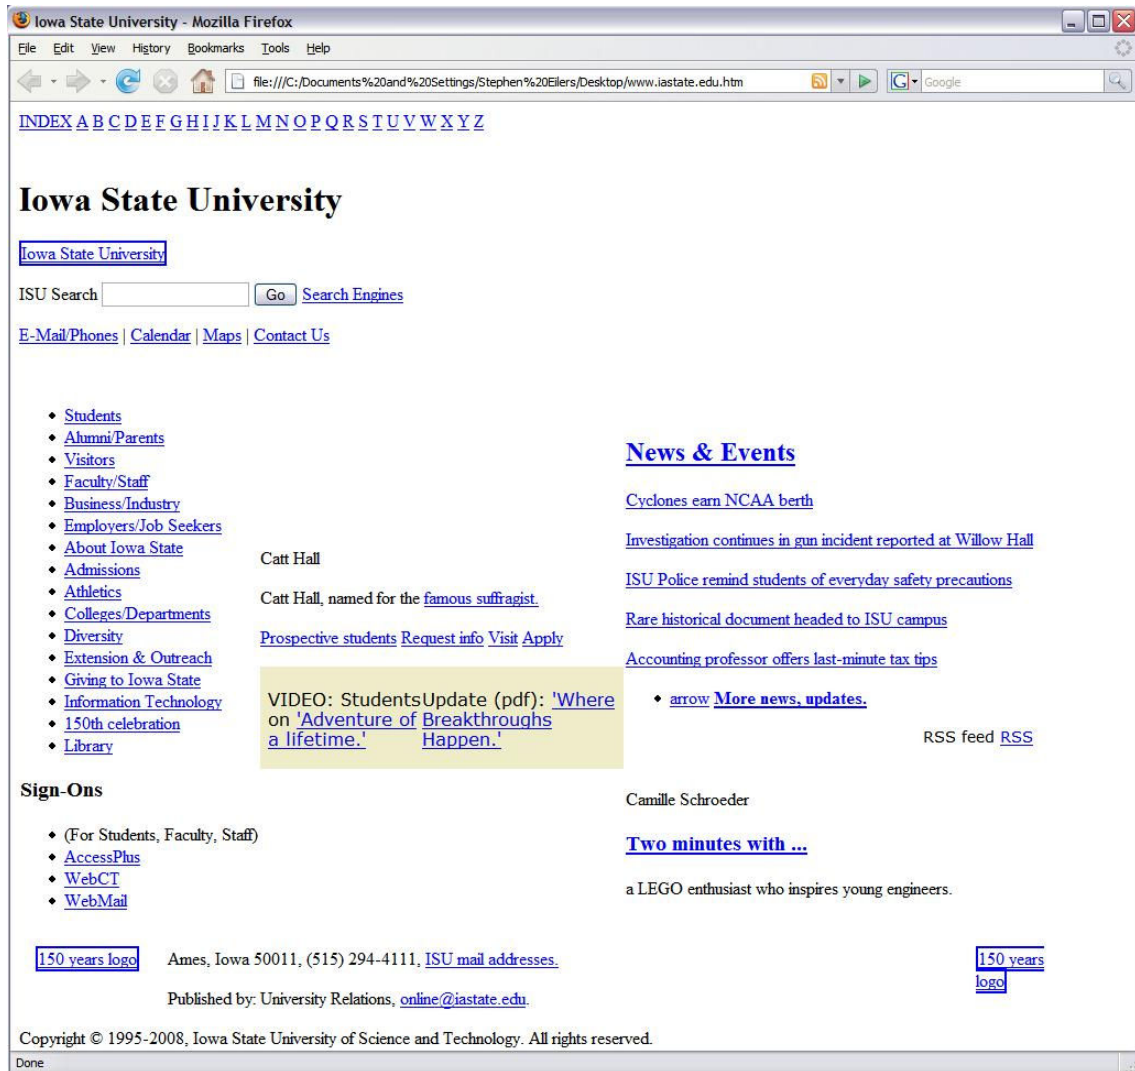 Iowa State University - Mozilla Firefox
File Edit View History Bookmarks Tools Help
file:///C:/Documents%20and%20Settings/Stephen%20Eilers/Desktop/www.iastate.edu.htm
G Google
INDEX A B C D E F G H I J K L M N O P Q R S T U V W X Y Z
Iowa State University
Iowa State University
ISU Search Go Search Engines
E-Mail/Phones | Calendar | Maps | Contact Us
Students
Alumni/Parents
Visitors
Faculty/Staff
Business/Industry
Employers/Job Seekers
About Iowa State
Admissions
Athletics
Colleges/Departments
Diversity
Extension & Outreach
Giving to Iowa State
Information Technology
150th celebration
Library
Sign-Ons
(For Students, Faculty, Staff)
AccessPlus
WebCT
WebMail
Catt Hall
Catt Hall, named for the famous suffragist.
Prospective students Request info Visit Apply
VIDEO: Students
on 'Adventure of
a lifetime.'
Update (pdf): 'Where
Breakthroughs
Happen.'
News & Events
Cyclones earn NCAA berth
Investigation continues in gun incident reported at Willow Hall
ISU Police remind students of everyday safety precautions
Rare historical document headed to ISU campus
Accounting professor offers last-minute tax tips
arrow More news, updates.
RSS feed RSS
Camille Schroeder
Two minutes with ...
a LEGO enthusiast who inspires young engineers.
150 years logo
Ames, Iowa 50011, (515) 294-4111, ISU mail addresses.
Published by: University Relations, online@iastate.edu.
150 years
logo
Copyright © 1995-2008, Iowa State University of Science and Technology. All rights reserved.
Done